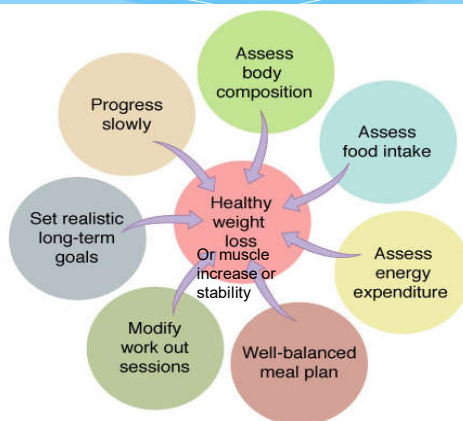 Assess
body
composition
Progress
slowly
Assess
food intake
Healthy
weight
loss
Or muscle
increase or
stability
Set realistic
long-term
goals
Assess
energy
expenditure
Modify
work out
sessions
Well-balanced
meal plan